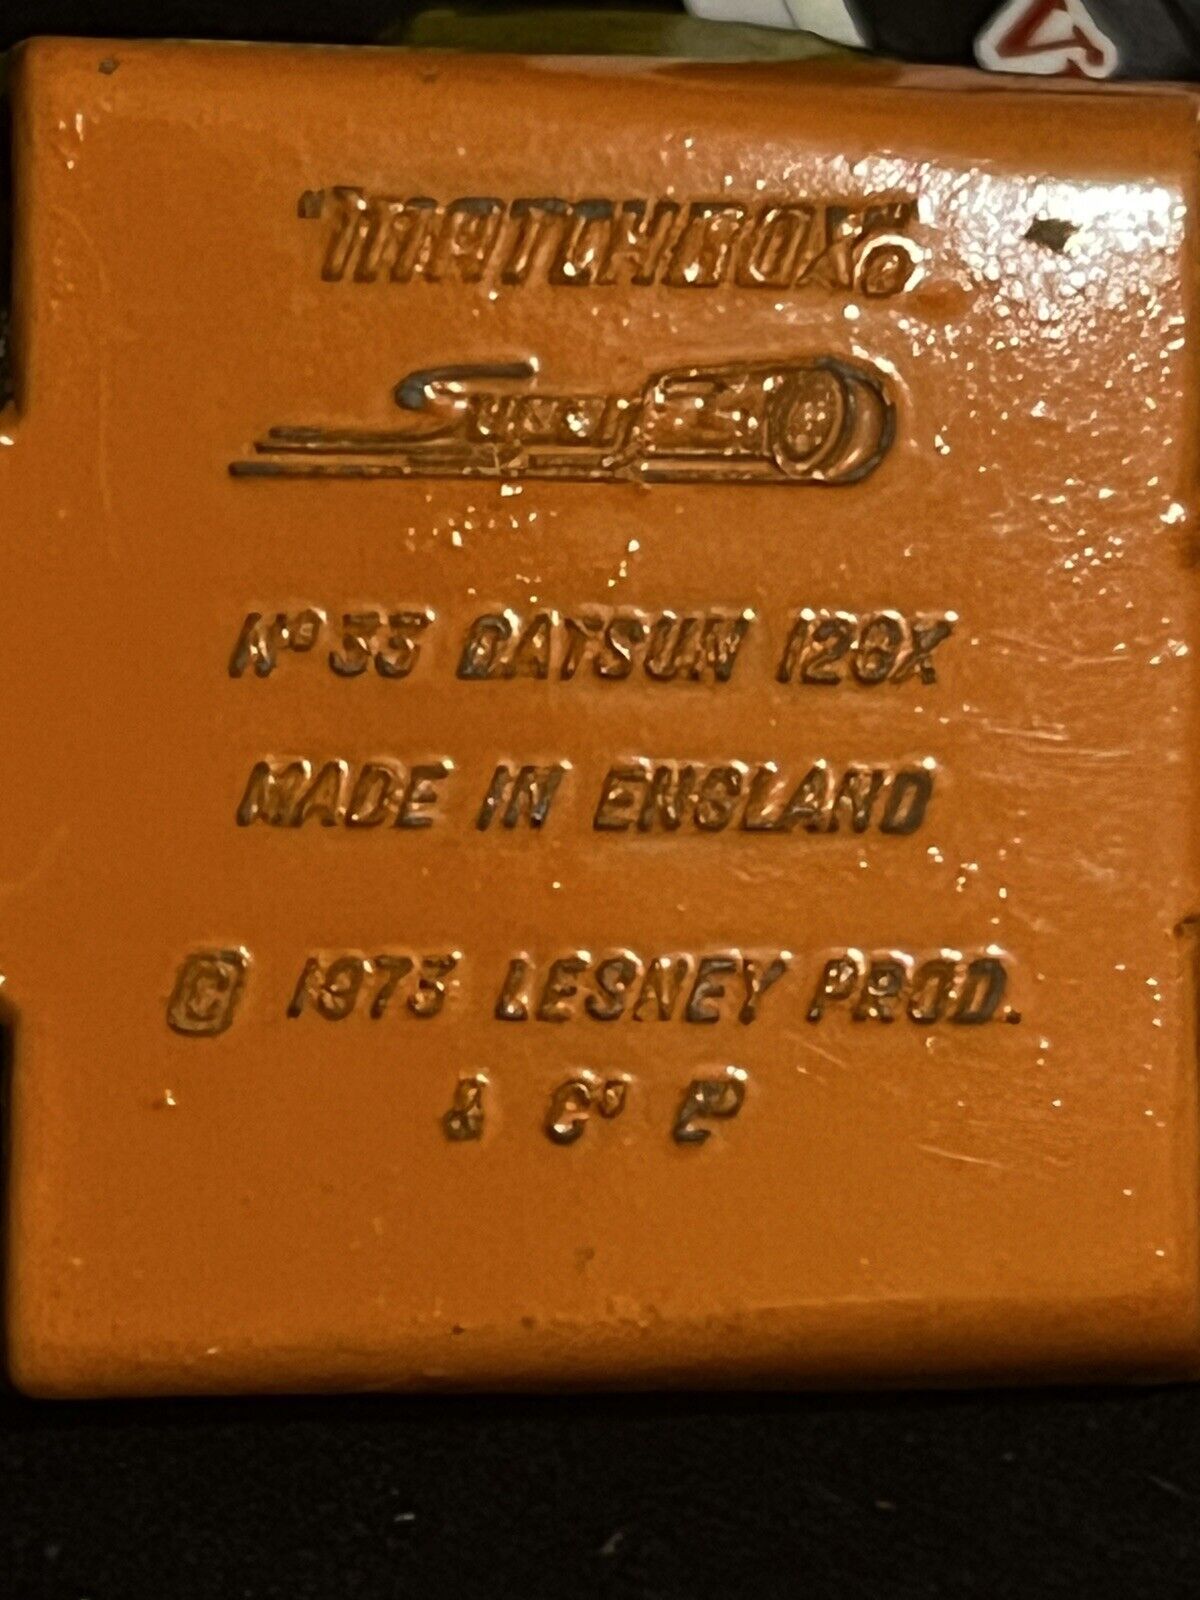 "MATCHBOX"®
Superfast
Nº 33 DATSUN 126X
MADE IN ENGLAND
© 1973 LESNEY PROD.
& Cº Lᴰ